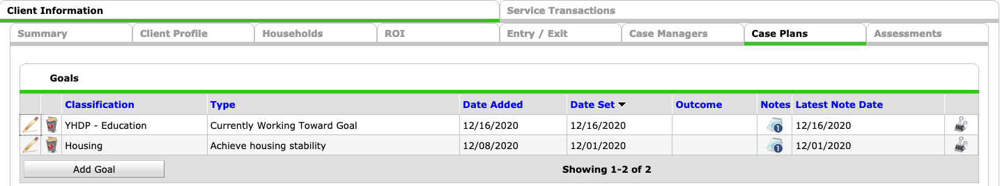 Client Information Service Transactions
Summary Client Profile Households ROI Entry / Exit Case Managers Case Plans Assessments
Goals
Classification Type Date Added Date Set Outcome Notes Latest Note Date
YHDP - Education Currently Working Toward Goal 12/16/2020 12/16/2020 1 12/16/2020
Housing Achieve housing stability 12/08/2020 12/01/2020 1 12/01/2020
Add Goal Showing 1-2 of 2